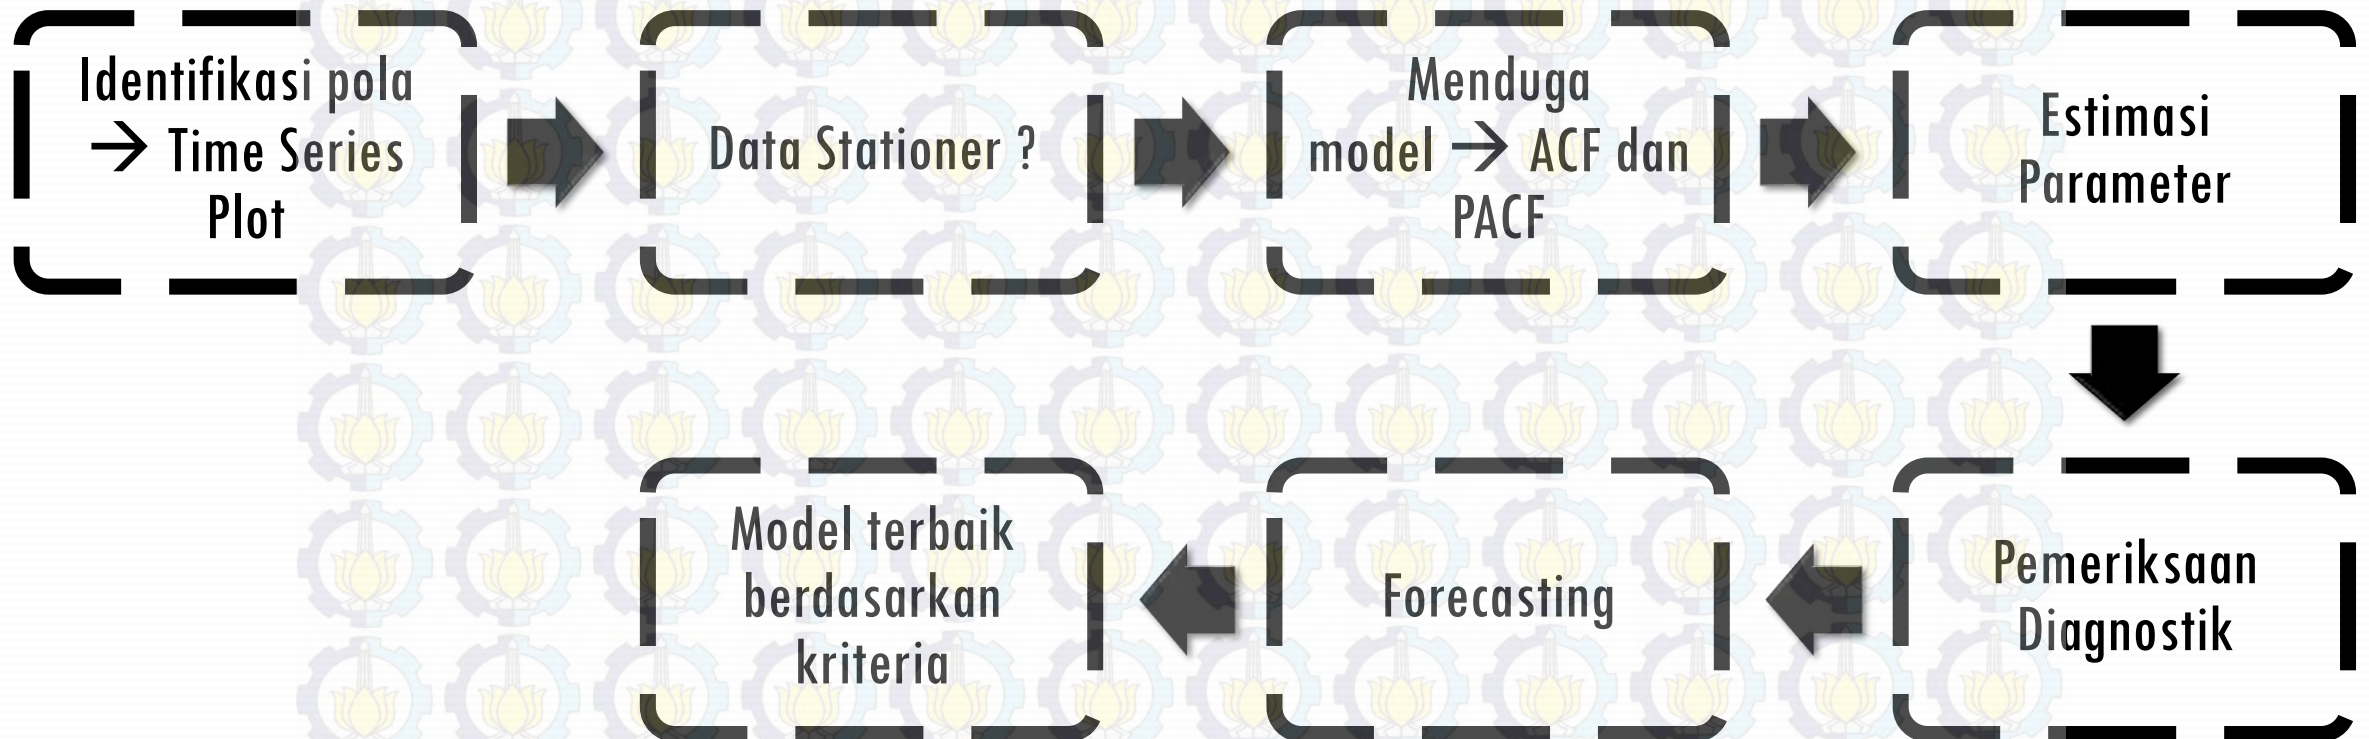 Identifikasi pola
→ Time Series
Plot
Data Stationer ?
Menduga
model → ACF dan
PACF
Estimasi
Parameter
Pemeriksaan
Diagnostik
Forecasting
Model terbaik
berdasarkan
kriteria